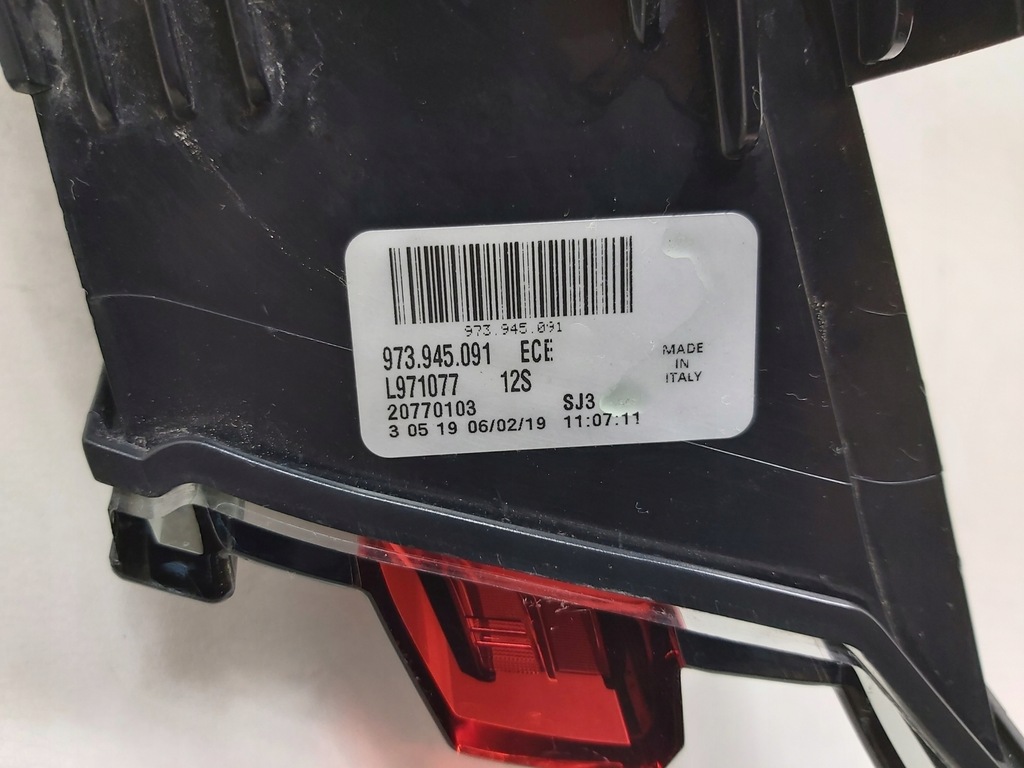 973.945.091
973.945.091 ECE
L971077 12S
20770103 SJ3
3 05 19 06/02/19 11:07:11
MADE
IN
ITALY